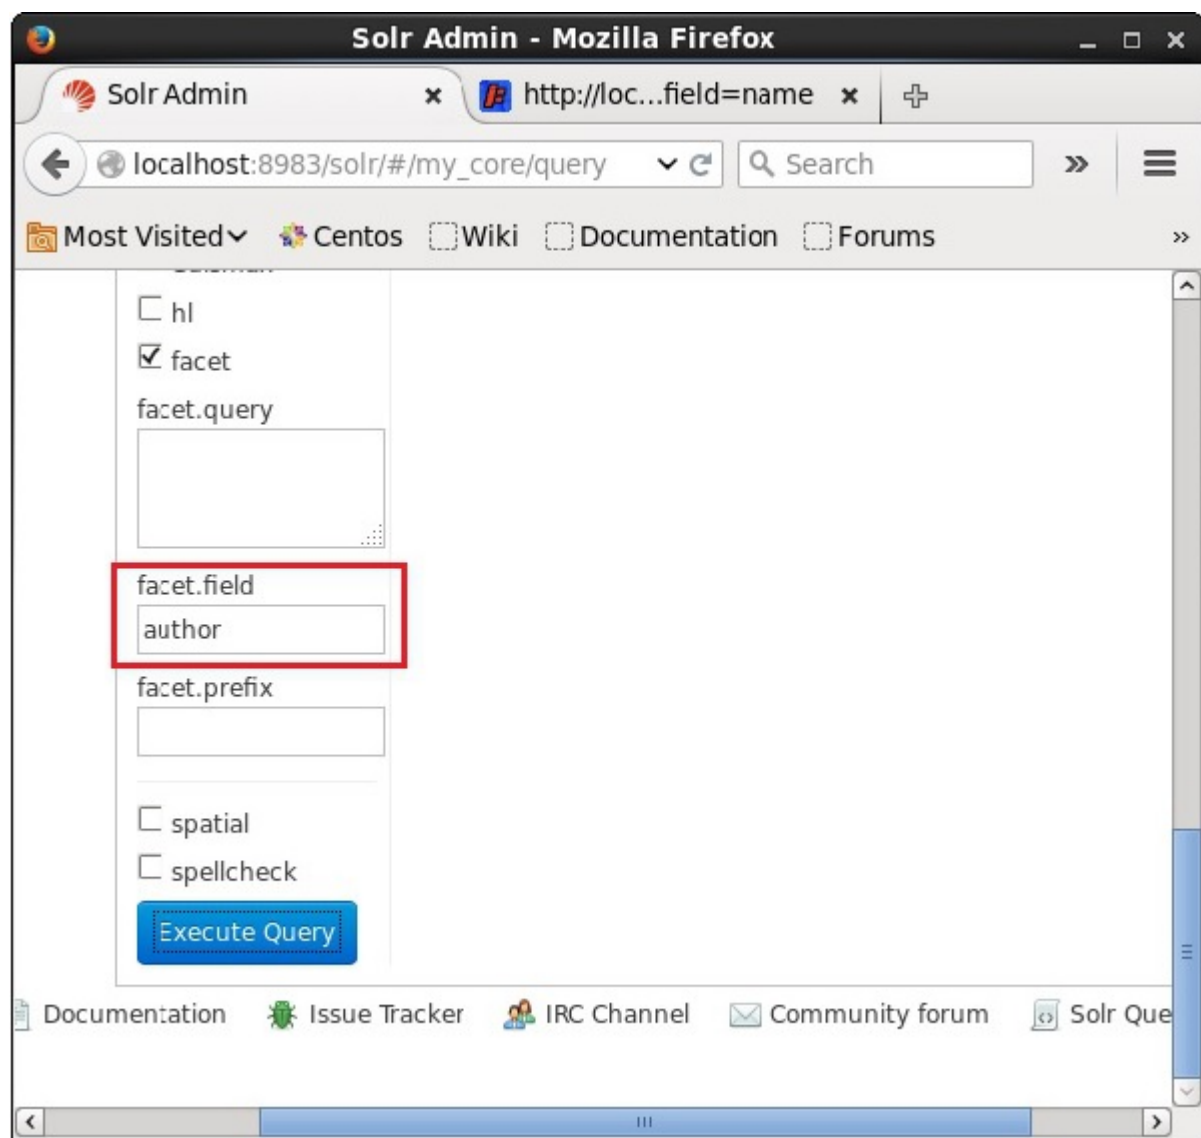 Solr Admin - Mozilla Firefox
Solr Admin
http://loc...field=name
localhost:8983/solr/#/my_core/query
Search
Most Visited
Centos
Wiki
Documentation
Forums
hl
facet
facet.query
facet.field
author
facet.prefix
spatial
spellcheck
Execute Query
Documentation
Issue Tracker
IRC Channel
Community forum
Solr Que